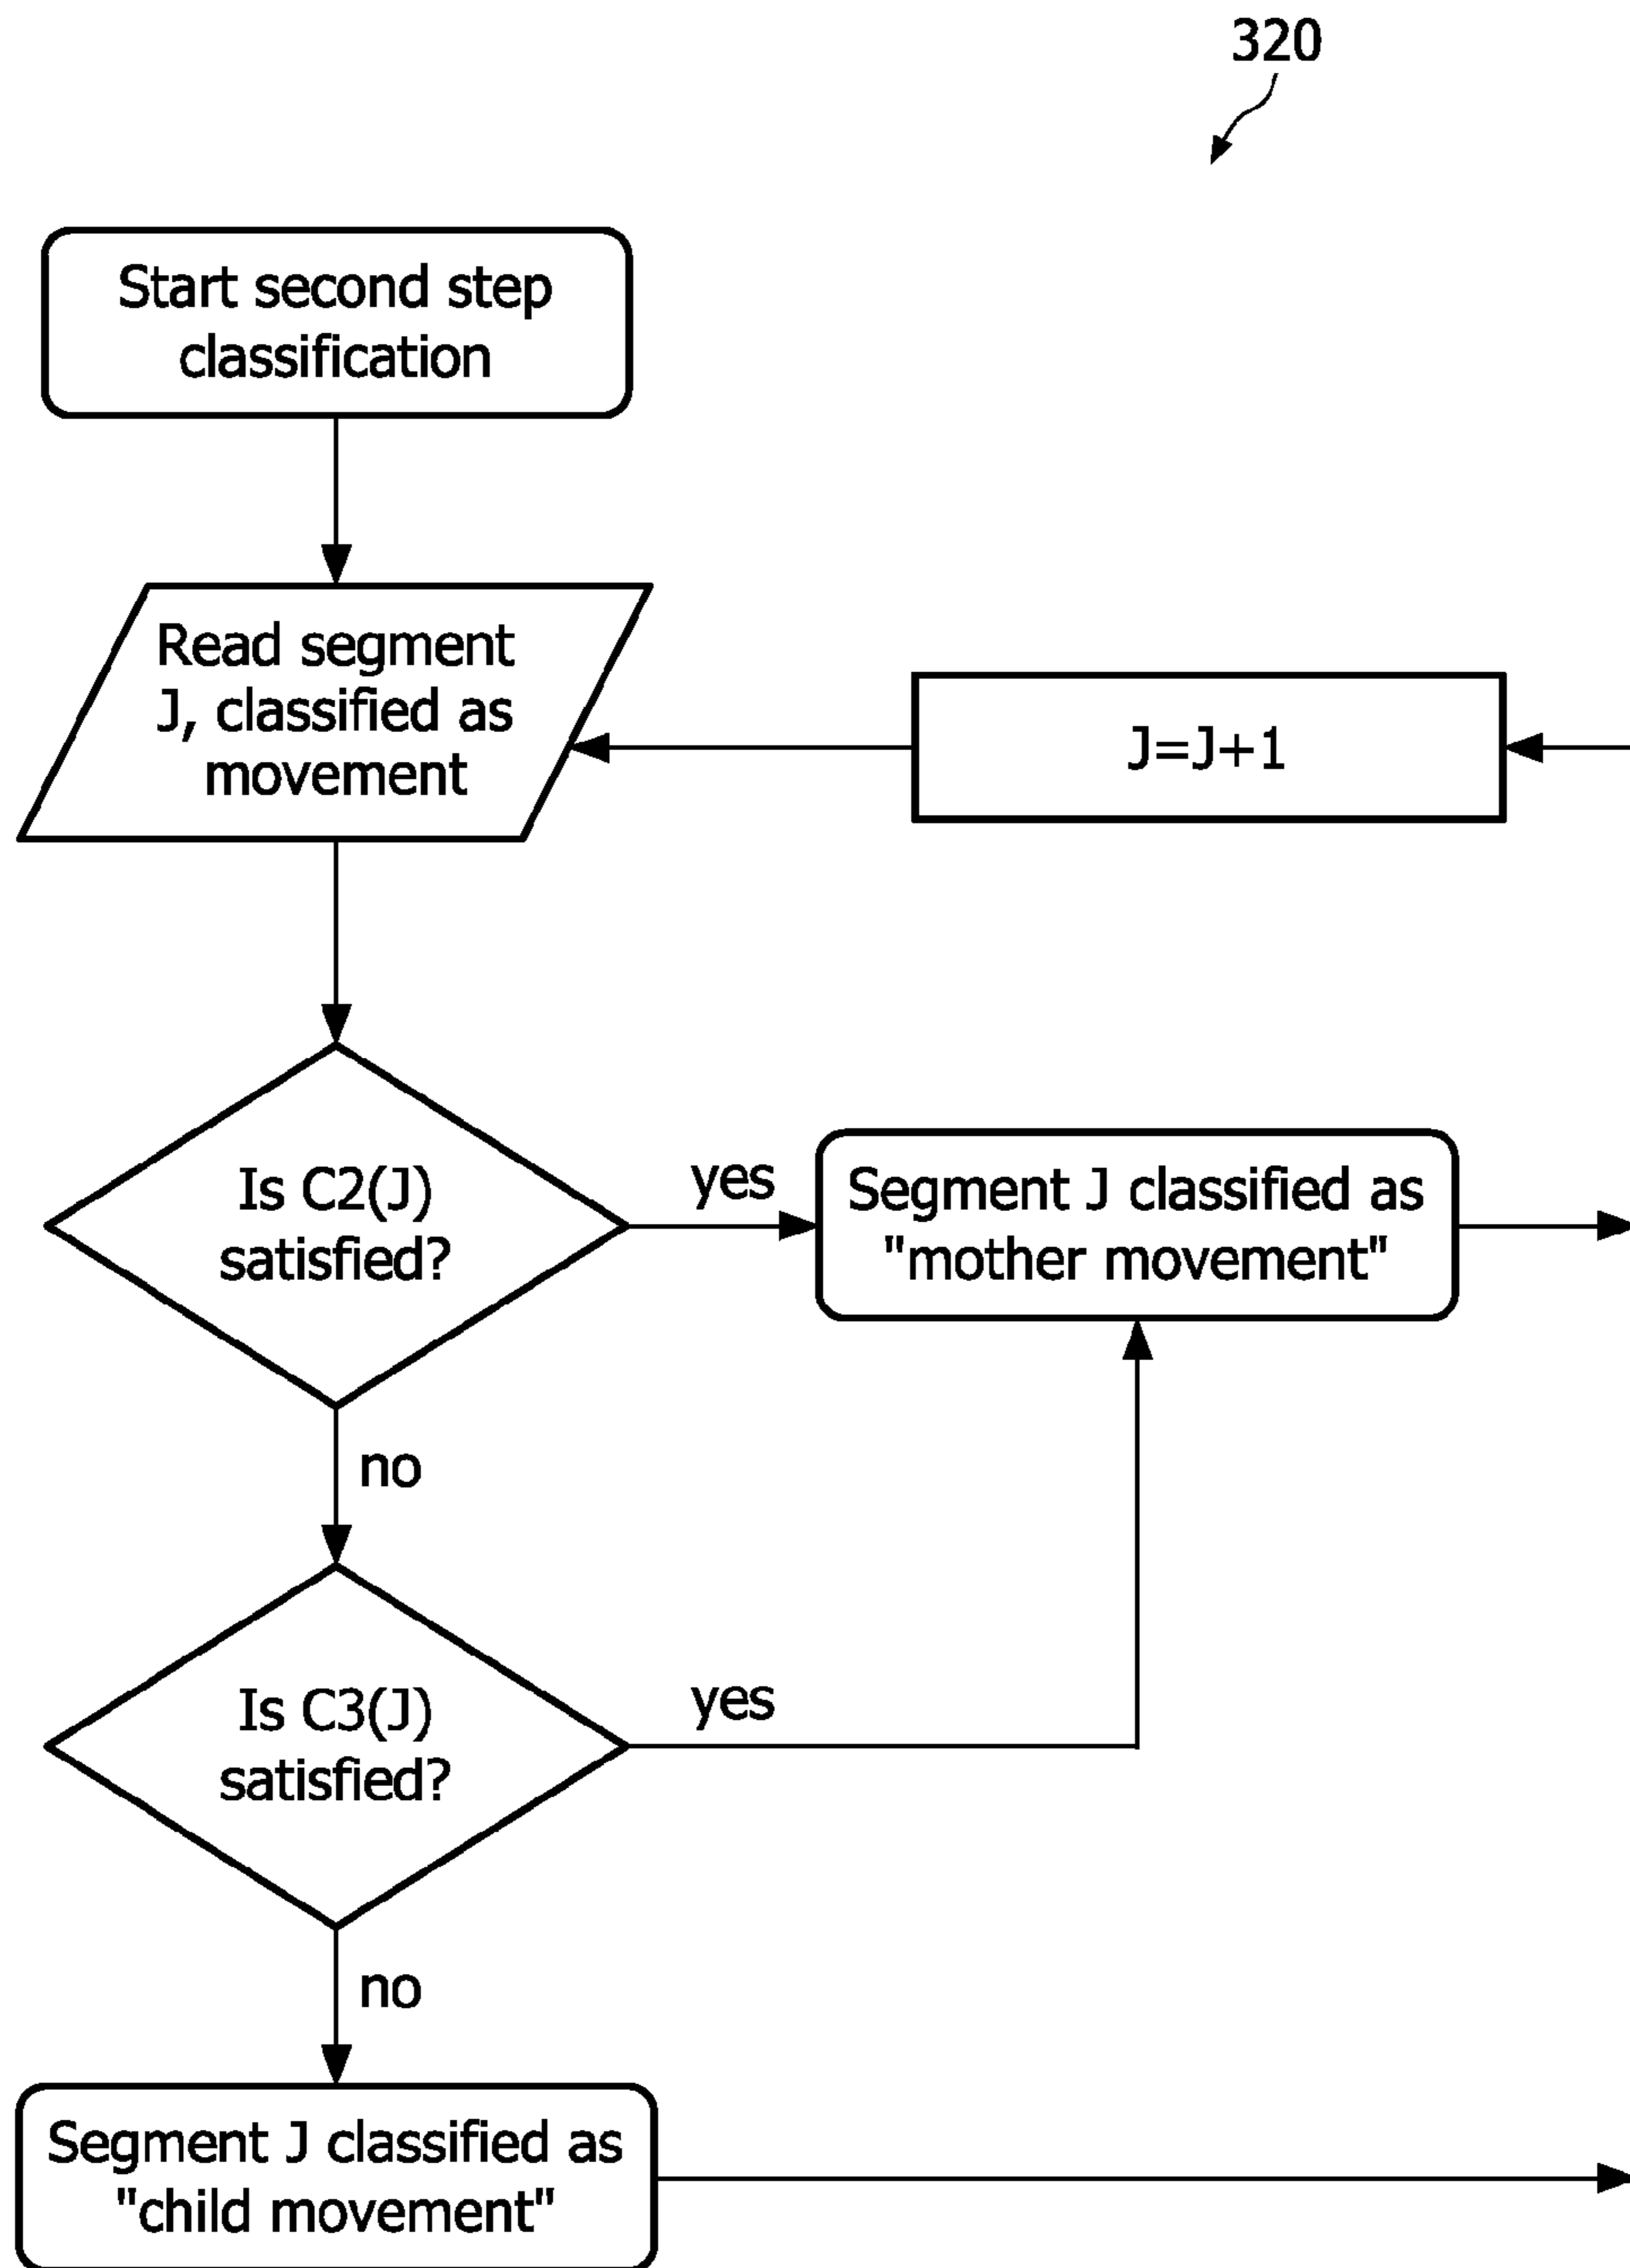 320
Start second step
classification
Read segment
J, classified as
movement
J=J+1
Is C2(J)
satisfied?
yes
Segment J classified as
"mother movement"
no
Is C3(J)
satisfied?
yes
no
Segment J classified as
"child movement"